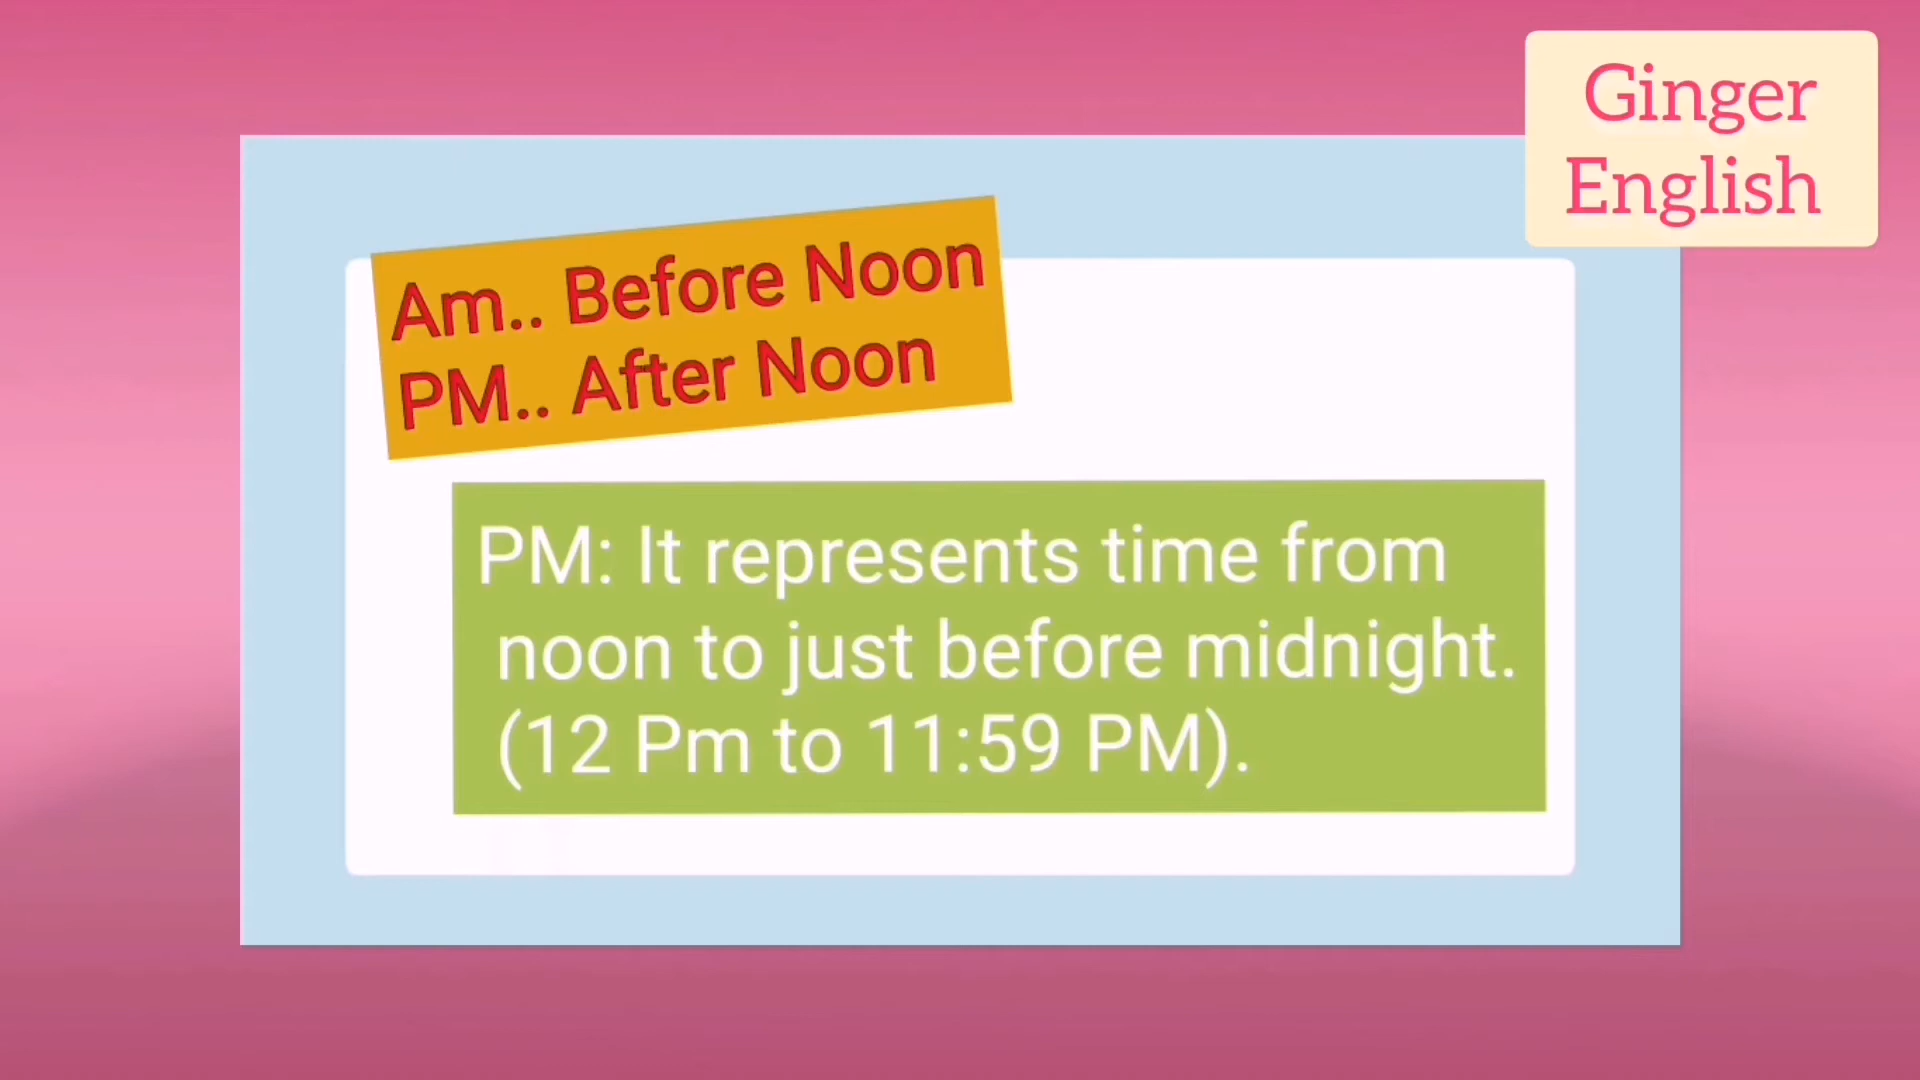 Ginger
English
Am.. Before Noon
PM.. After Noon
PM: It represents time from
noon to just before midnight.
(12 Pm to 11:59 PM).